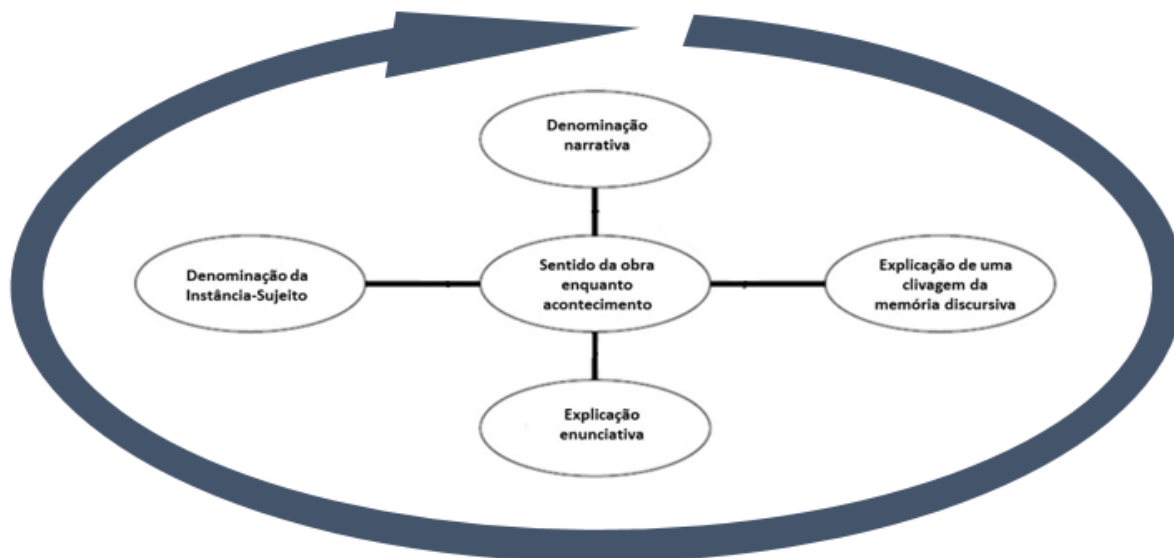 Denominação
narrativa
Denominação da
Instância-Sujeito
Sentido da obra
enquanto
acontecimento
Explicação de uma
clivagem da
memória discursiva
Explicação
enunciativa